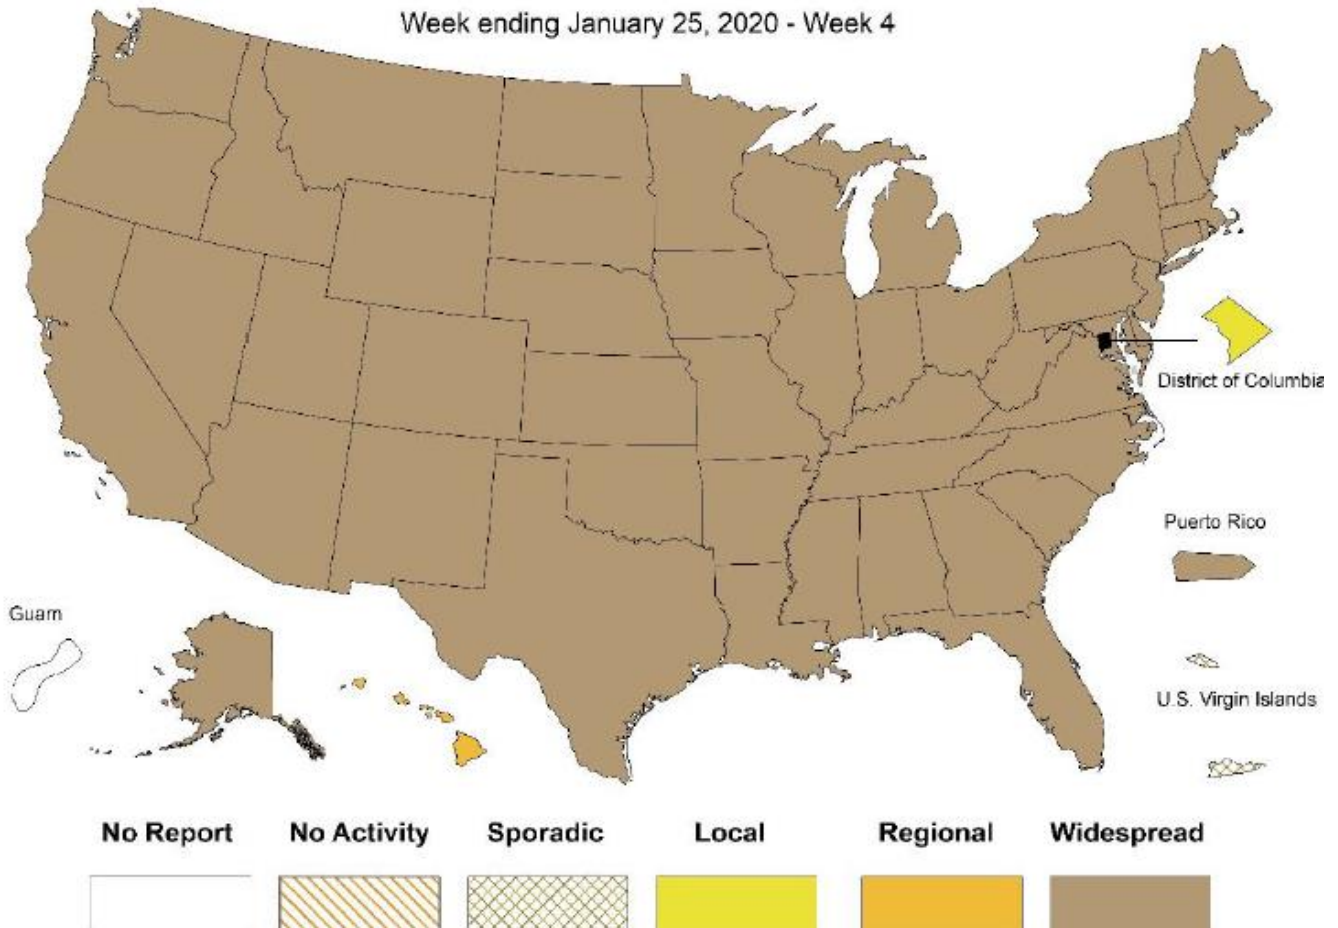 Week ending January 25, 2020 - Week 4
District of Columbia
Puerto Rico
Guam
U.S. Virgin Islands
No Report No Activity Sporadic Local Regional Widespread